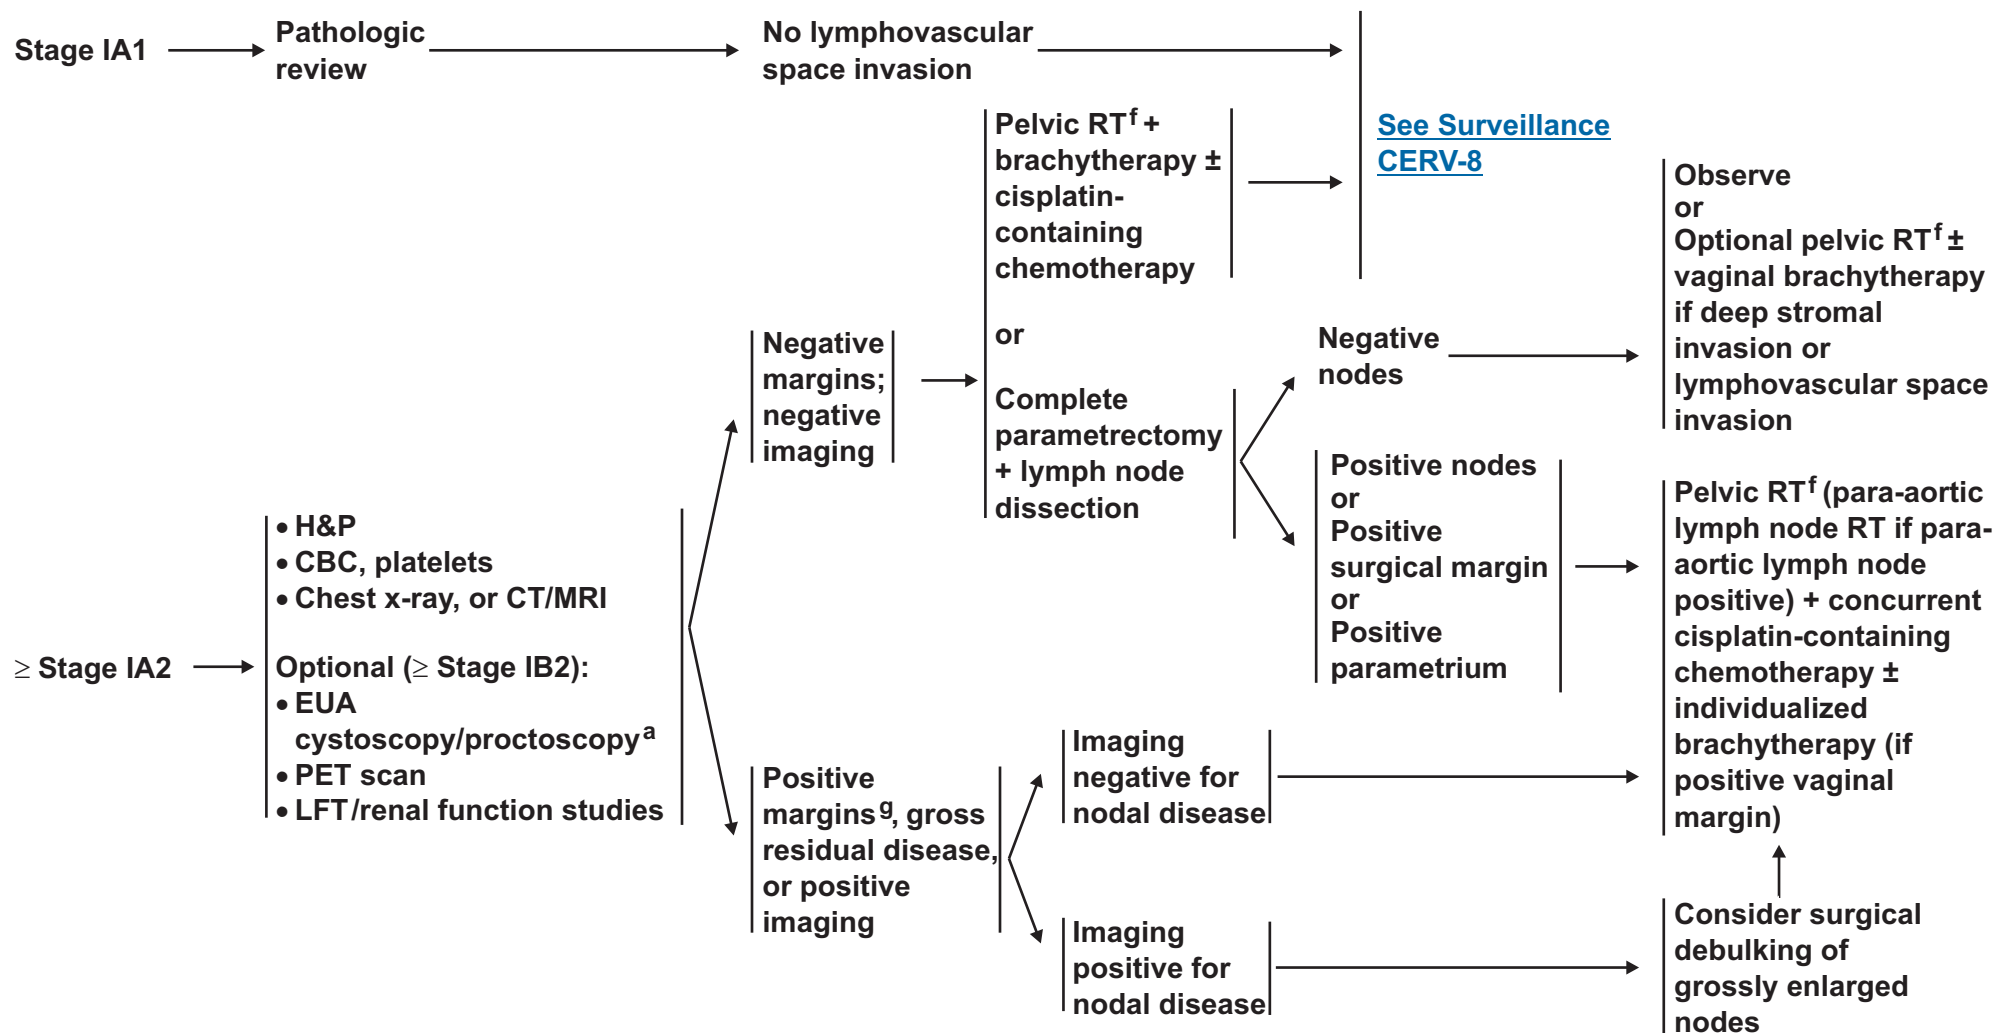 Stage IA1
Pathologic
review
No lymphovascular
space invasion
See Surveillance
CERV-8
≥ Stage IA2
• H&P
• CBC, platelets
• Chest x-ray, or CT/MRI
Optional (≥ Stage IB2):
• EUA
cystoscopy/proctoscopy a
• PET scan
• LFT/renal function studies
Negative
margins;
negative
imaging
Pelvic RT f +
brachytherapy ±
cisplatin-
containing
chemotherapy
or
Complete
parametrectomy
+ lymph node
dissection
Negative
nodes
Observe
or
Optional pelvic RT f ±
vaginal brachytherapy
if deep stromal
invasion or
lymphovascular space
invasion
Positive nodes
or
Positive
surgical margin
or
Positive
parametrium
Pelvic RT f (para-aortic
lymph node RT if para-
aortic lymph node
positive) + concurrent
cisplatin-containing
chemotherapy ±
individualized
brachytherapy (if
positive vaginal
margin)
Positive
margins g, gross
residual disease,
or positive
imaging
Imaging
negative for
nodal disease
Imaging
positive for
nodal disease
Consider surgical
debulking of
grossly enlarged
nodes